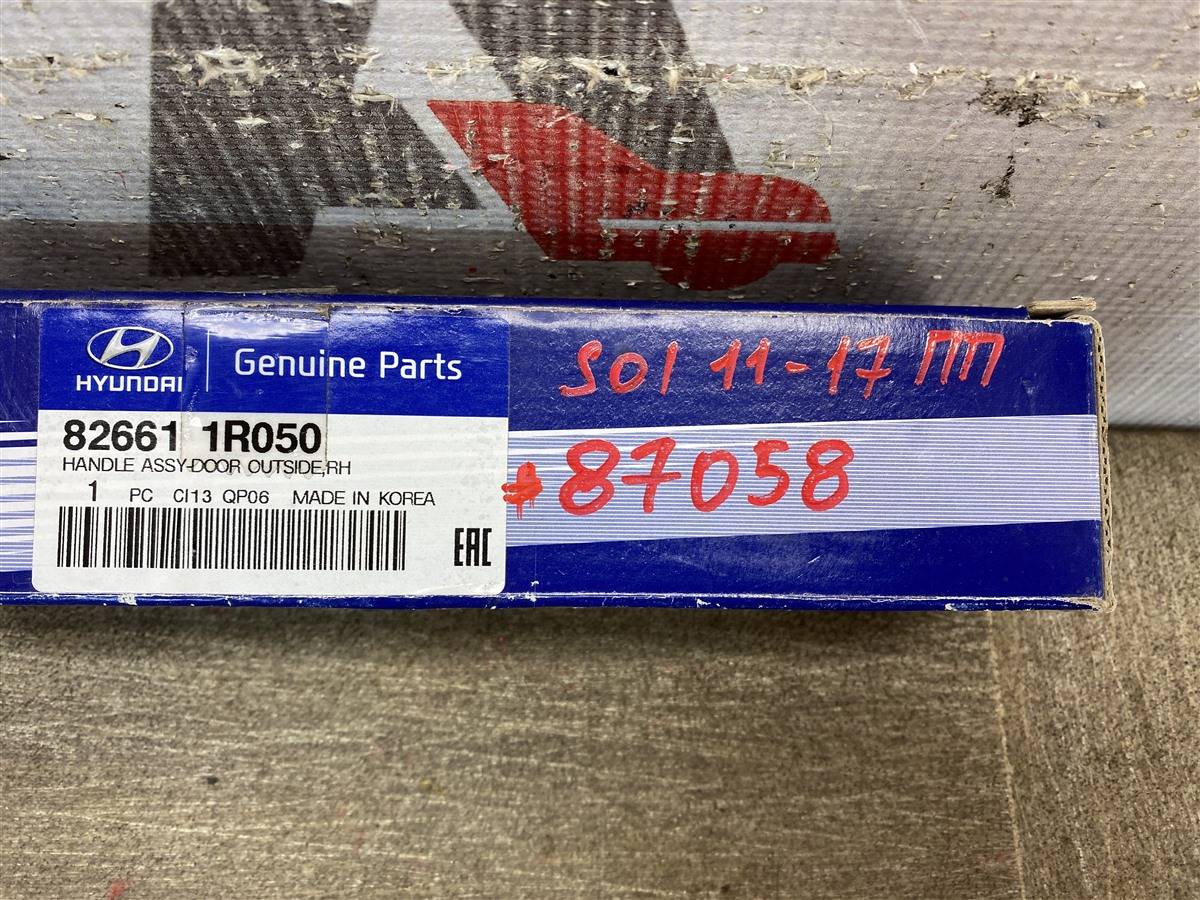 HYUNDAI
Genuine Parts
82661 1R050
HANDLE ASSY-DOOR OUTSIDE,RH
1 PC CI13 QP06 MADE IN KOREA
EAC
SOl 11-17 ПП
*87058